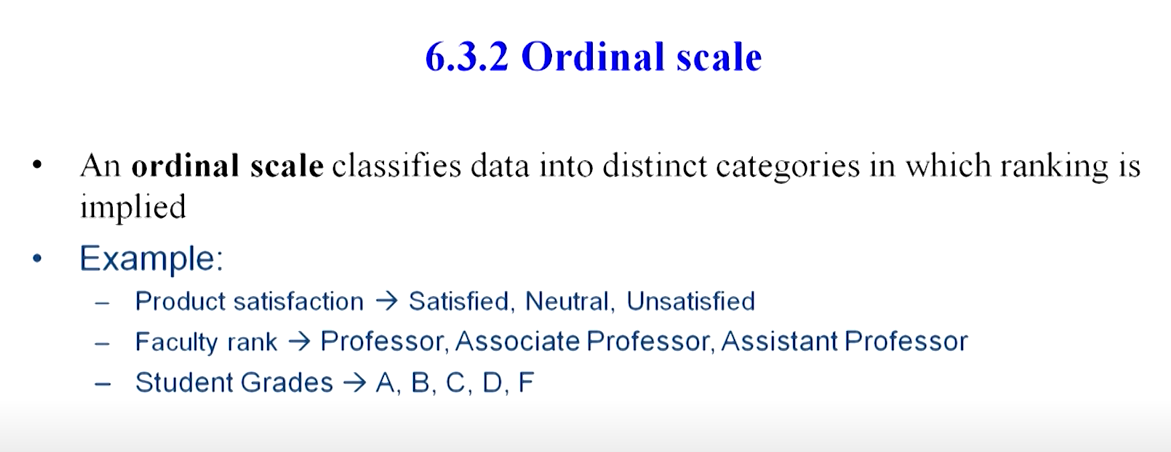 6.3.2 Ordinal scale
• An ordinal scale classifies data into distinct categories in which ranking is
implied
• Example:
– Product satisfaction → Satisfied, Neutral, Unsatisfied
– Faculty rank → Professor, Associate Professor, Assistant Professor
– Student Grades → A, B, C, D, F